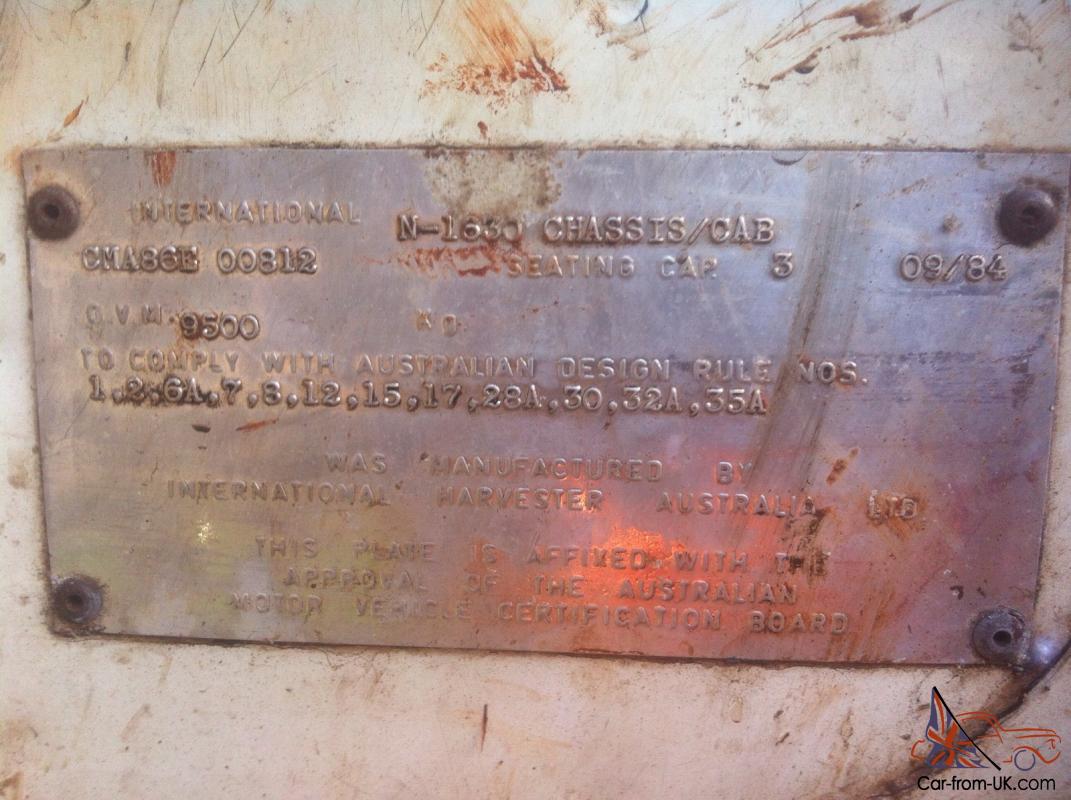 INTERNATIONAL N-1630 CHASSIS/CAB
CMA86E 00812 SEATING CAP. 3 09/84
G.V.M. 9500 KG.
TO COMPLY WITH AUSTRALIAN DESIGN RULE NOS.
1,2,6A,7,8,12,15,17,28A,30,32A,35A
WAS MANUFACTURED BY
INTERNATIONAL HARVESTER AUSTRALIA LTD
THIS PLATE IS AFFIXED WITH THE
APPROVAL OF THE AUSTRALIAN
MOTOR VEHICLE CERTIFICATION BOARD
Car-from-UK.com